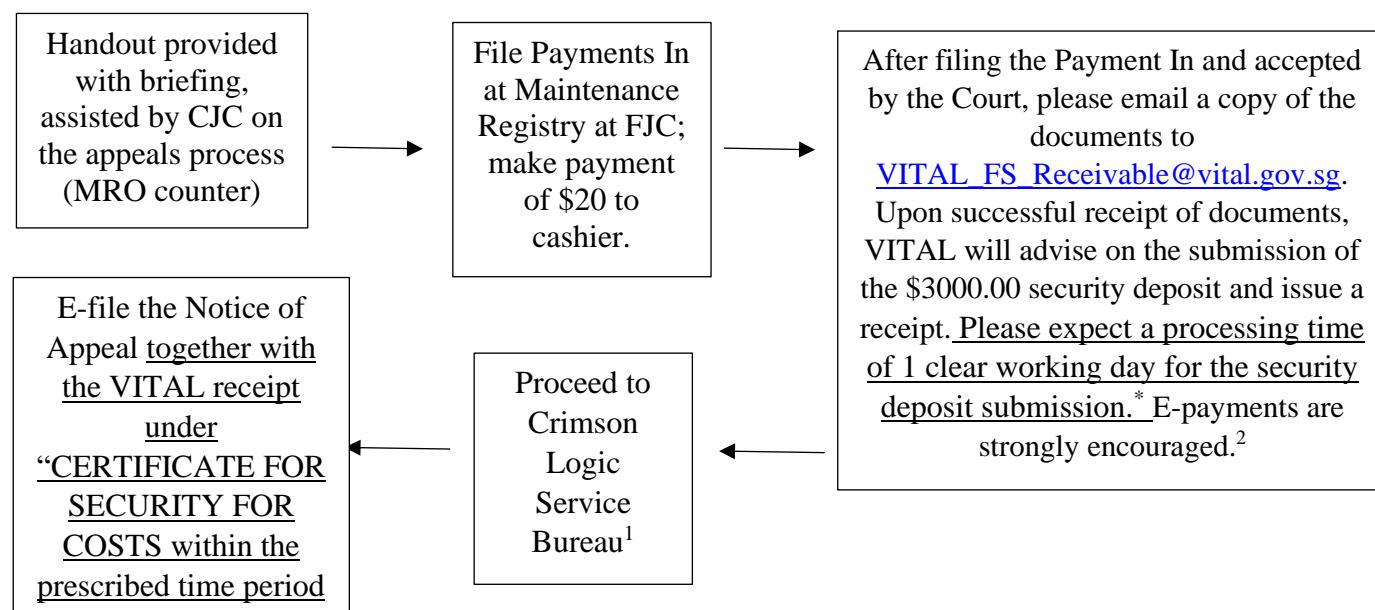 Handout provided
with briefing,
assisted by CJC on
the appeals process
(MRO counter)
File Payments In
at Maintenance
Registry at FJC;
make payment
of $20 to
cashier.
After filing the Payment In and accepted
by the Court, please email a copy of the
documents to
VITAL_FS_Receivable@vital.gov.sg.
Upon successful receipt of documents,
VITAL will advise on the submission of
the $3000.00 security deposit and issue a
receipt. Please expect a processing time
of 1 clear working day for the security
deposit submission.* E-payments are
strongly encouraged.2
Proceed to
Crimson
Logic
Service
Bureau1
E-file the Notice of
Appeal together with
the VITAL receipt
under
“CERTIFICATE FOR
SECURITY FOR
COSTS within the
prescribed time period